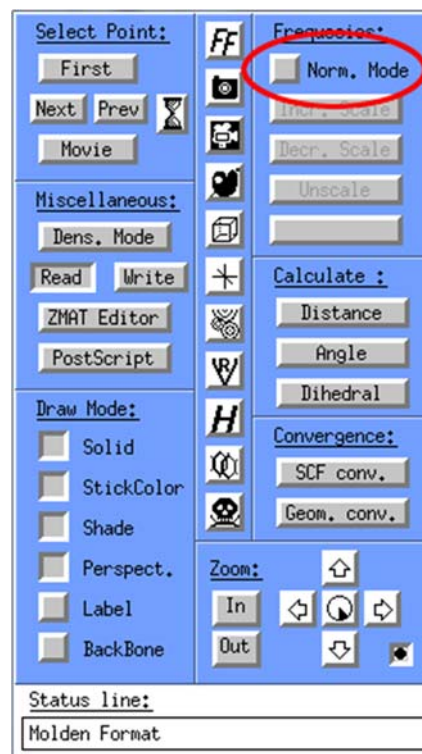 Select Point:
First
Next Prev
Movie
Miscellaneous:
Dens. Mode
Read Write
ZMAT Editor
PostScript
Draw Mode:
Solid
StickColor
Shade
Perspect.
Label
BackBone
FF
R
H
Frequesies:
Norm. Mode
Incr. Scale
Decr. Scale
Unscale
Calculate :
Distance
Angle
Dihedral
Convergence:
SCF conv.
Geom. conv.
Zoom:
In
Out
Status line:
Molden Format